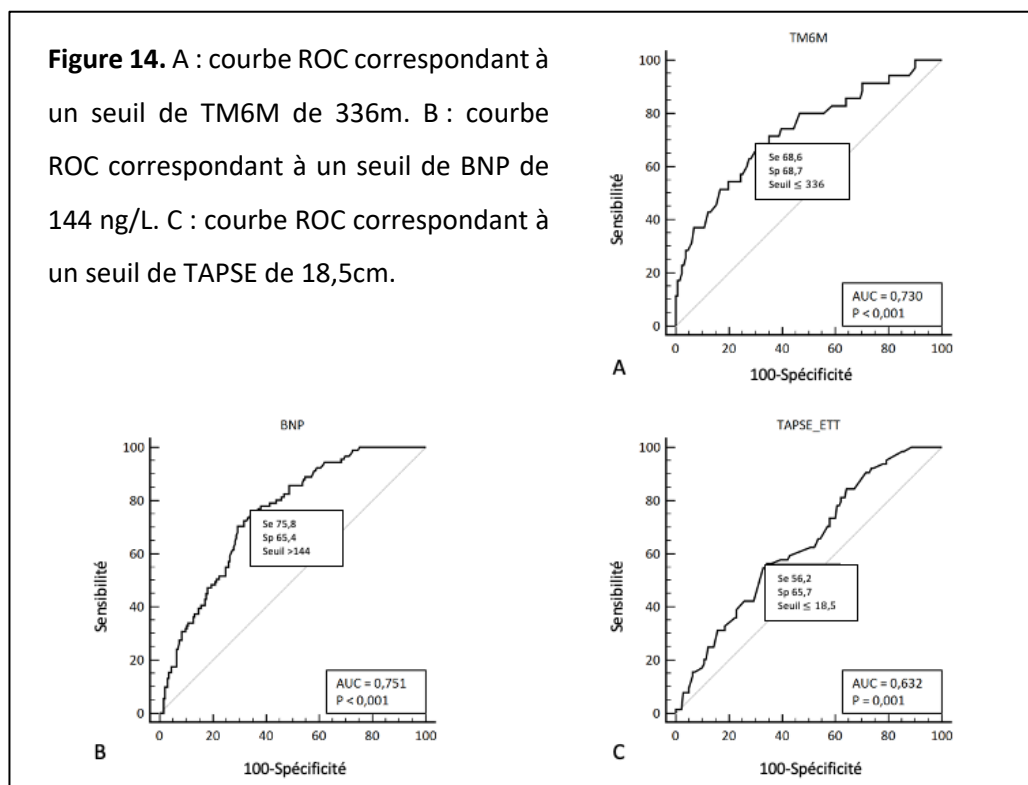 Figure 14. A : courbe ROC correspondant à
un seuil de TM6M de 336m. B : courbe
ROC correspondant à un seuil de BNP de
144 ng/L. C : courbe ROC correspondant à
un seuil de TAPSE de 18,5cm.
TM6M
100
80
60
40
20
0
Sensibilité
Se 68,6
Sp 68,7
Seuil ≤ 336
AUC = 0,730
P < 0,001
0 20 40 60 80 100
100-Spécificité
A
BNP
100
80
60
40
20
0
Sensibilité
Se 75,8
Sp 65,4
Seuil >144
AUC = 0,751
P < 0,001
0 20 40 60 80 100
100-Spécificité
B
TAPSE_ETT
100
80
60
40
20
0
Sensibilité
Se 56,2
Sp 65,7
Seuil ≤ 18,5
AUC = 0,632
P = 0,001
0 20 40 60 80 100
100-Spécificité
C